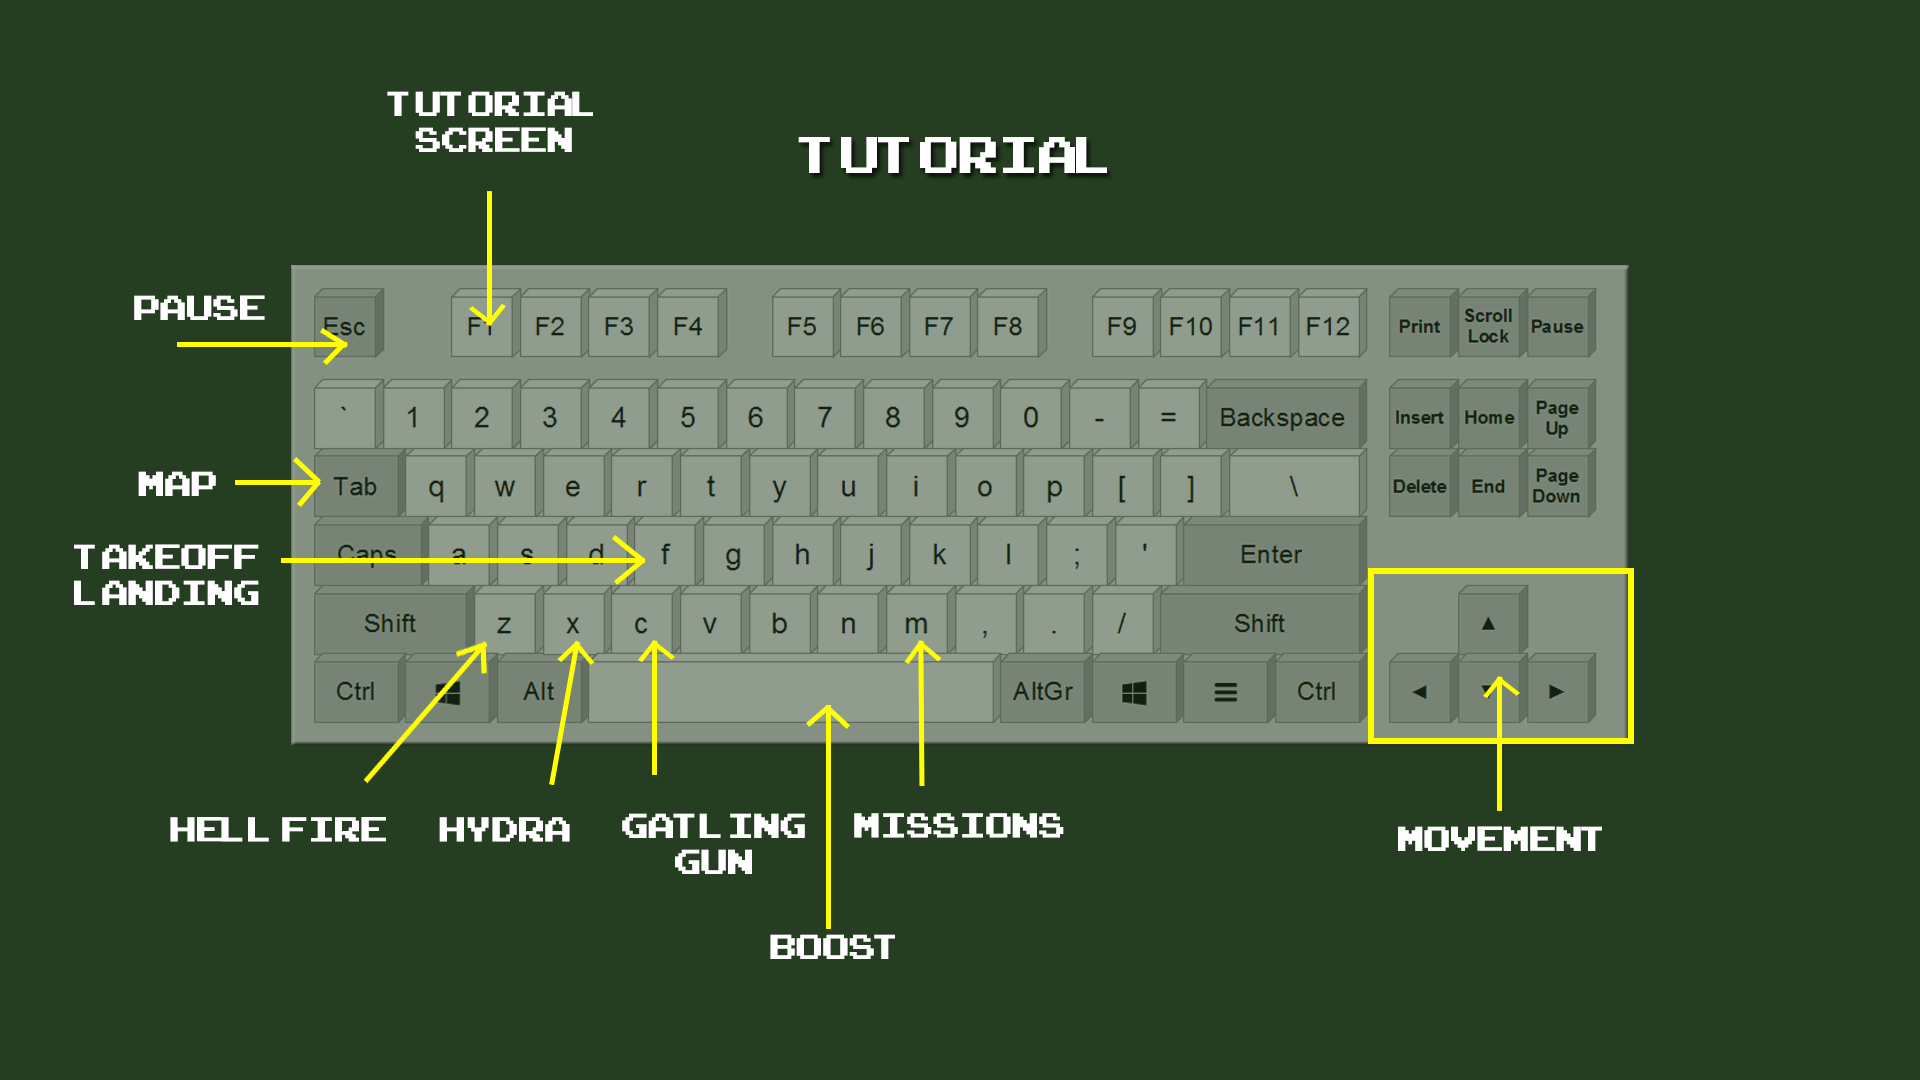 TUTORIAL
SCREEN
TUTORIAL
PAUSE
Esc F1 F2 F3 F4 F5 F6 F7 F8 F9 F10 F11 F12 Print Scroll Lock Pause
` 1 2 3 4 5 6 7 8 9 0 - = Backspace Insert Home Page Up
MAP
Tab q w e r t y u i o p [ ] \ Delete End Page Down
TAKEOFF
LANDING
Caps a s d f g h j k l ; ' Enter
Shift z x c v b n m , . / Shift ▲
Ctrl Alt AltGr Ctrl ◄ ▼ ►
HELLFIRE
HYDRA
GATLING
GUN
MISSIONS
MOVEMENT
BOOST